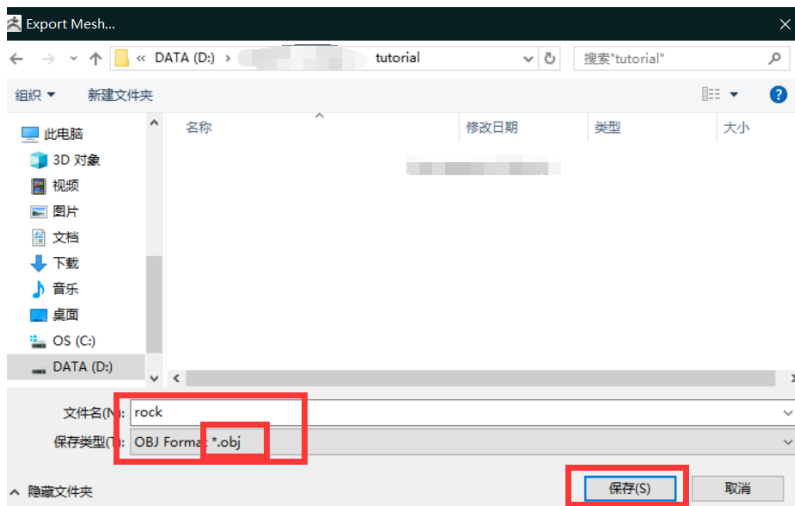 Export Mesh...
« DATA (D:) › tutorial
搜索"tutorial"
组织
新建文件夹
名称
修改日期
类型
大小
此电脑
3D 对象
视频
图片
文档
下载
音乐
桌面
OS (C:)
DATA (D:)
文件名(N): rock
保存类型(T): OBJ Format *.obj
隐藏文件夹
保存(S)
取消